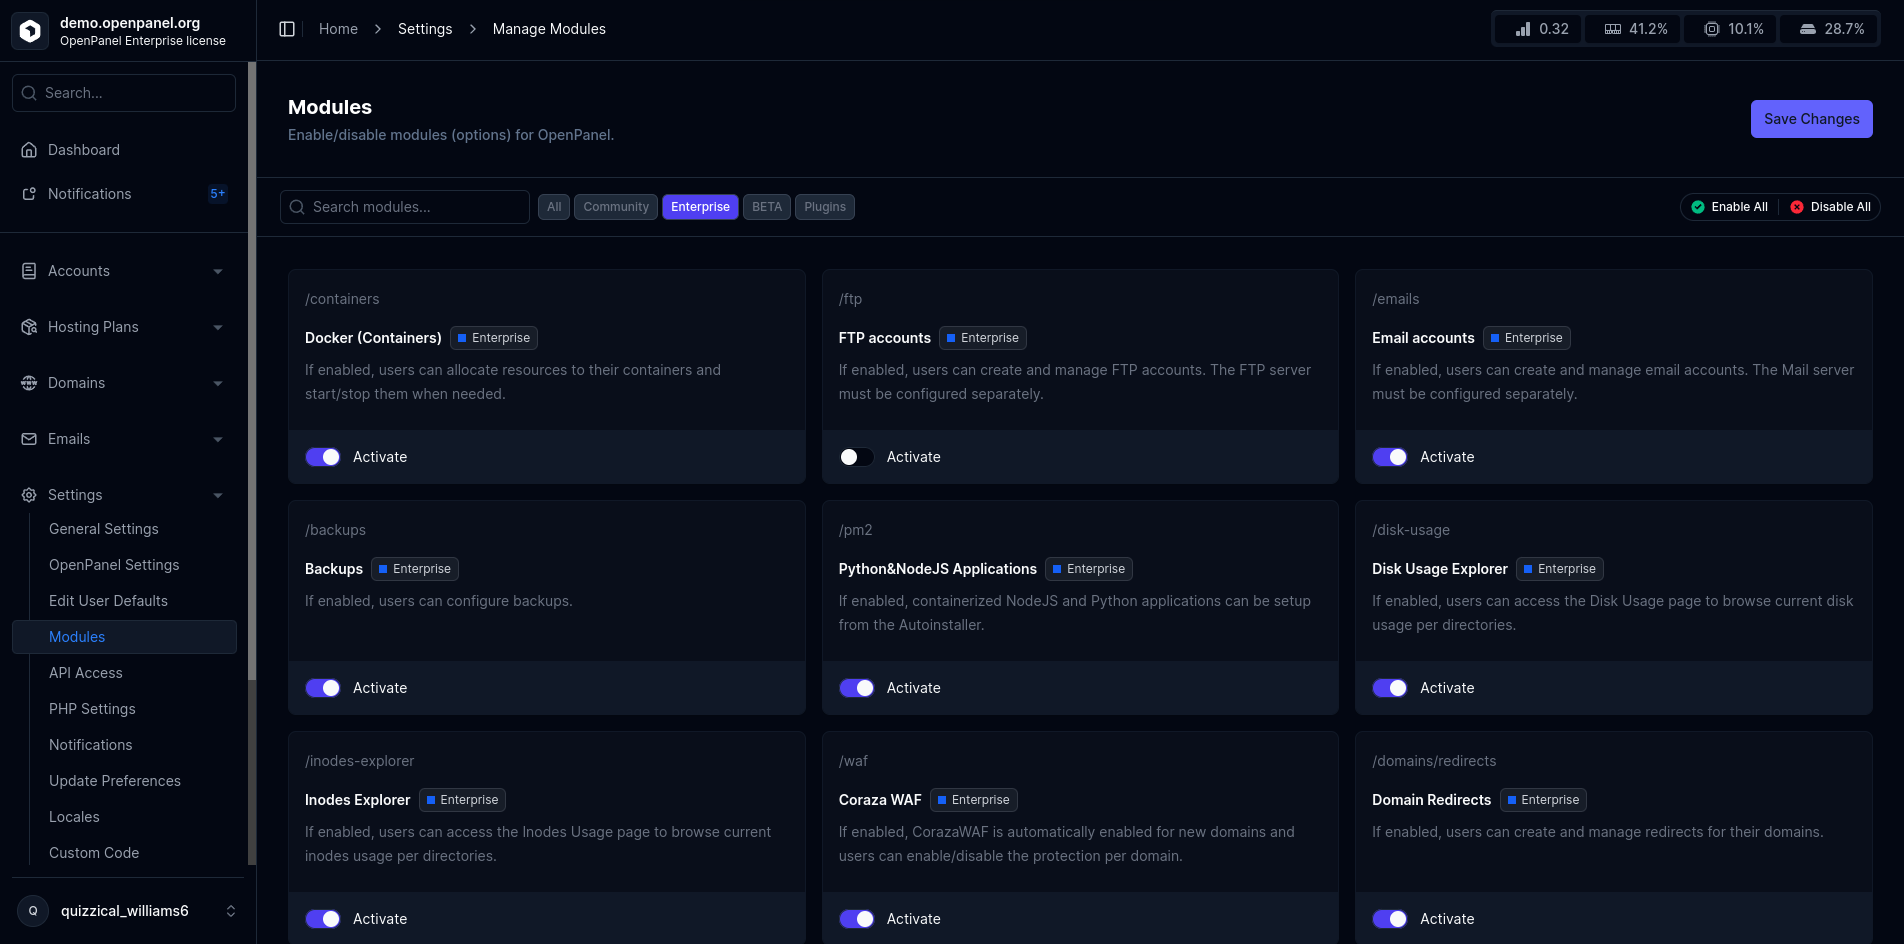 demo.openpanel.org
OpenPanel Enterprise license
Search...
Dashboard
Notifications 5+
Accounts
Hosting Plans
Domains
Emails
Settings
General Settings
OpenPanel Settings
Edit User Defaults
Modules
API Access
PHP Settings
Notifications
Update Preferences
Locales
Custom Code
Q quizzical_williams6
Home Settings Manage Modules
0.32 41.2% 10.1% 28.7%
Modules
Enable/disable modules (options) for OpenPanel.
Save Changes
Search modules... All Community Enterprise BETA Plugins
Enable All Disable All
/containers
Docker (Containers) Enterprise
If enabled, users can allocate resources to their containers and
start/stop them when needed.
Activate
/ftp
FTP accounts Enterprise
If enabled, users can create and manage FTP accounts. The FTP server
must be configured separately.
Activate
/emails
Email accounts Enterprise
If enabled, users can create and manage email accounts. The Mail server
must be configured separately.
Activate
/backups
Backups Enterprise
If enabled, users can configure backups.
Activate
/pm2
Python&NodeJS Applications Enterprise
If enabled, containerized NodeJS and Python applications can be setup
from the Autoinstaller.
Activate
/disk-usage
Disk Usage Explorer Enterprise
If enabled, users can access the Disk Usage page to browse current disk
usage per directories.
Activate
/inodes-explorer
Inodes Explorer Enterprise
If enabled, users can access the Inodes Usage page to browse current
inodes usage per directories.
Activate
/waf
Coraza WAF Enterprise
If enabled, CorazaWAF is automatically enabled for new domains and
users can enable/disable the protection per domain.
Activate
/domains/redirects
Domain Redirects Enterprise
If enabled, users can create and manage redirects for their domains.
Activate